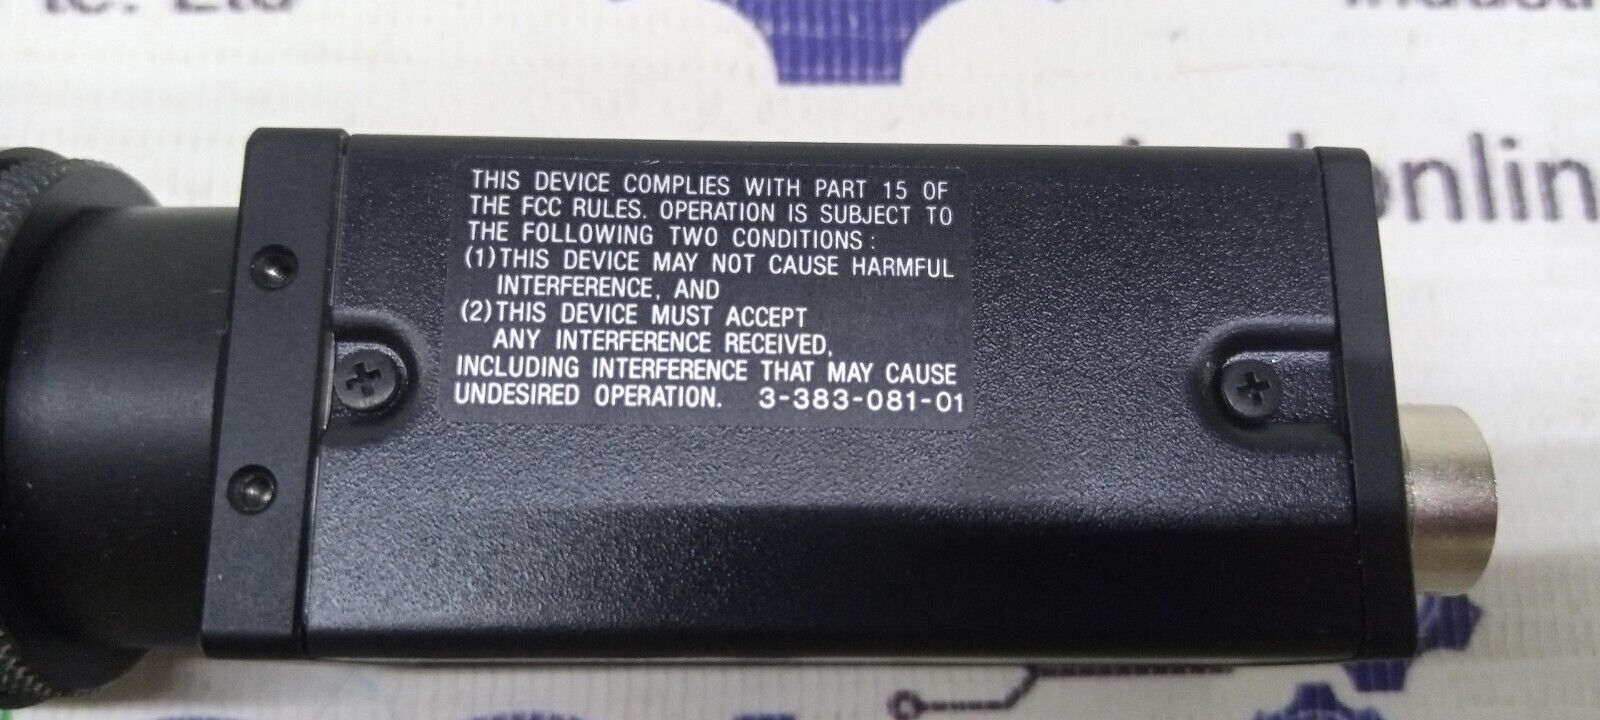 te. Ltd
THIS DEVICE COMPLIES WITH PART 15 OF
THE FCC RULES. OPERATION IS SUBJECT TO
THE FOLLOWING TWO CONDITIONS :
(1) THIS DEVICE MAY NOT CAUSE HARMFUL
INTERFERENCE, AND
(2) THIS DEVICE MUST ACCEPT
ANY INTERFERENCE RECEIVED,
INCLUDING INTERFERENCE THAT MAY CAUSE
UNDESIRED OPERATION. 3-383-081-01